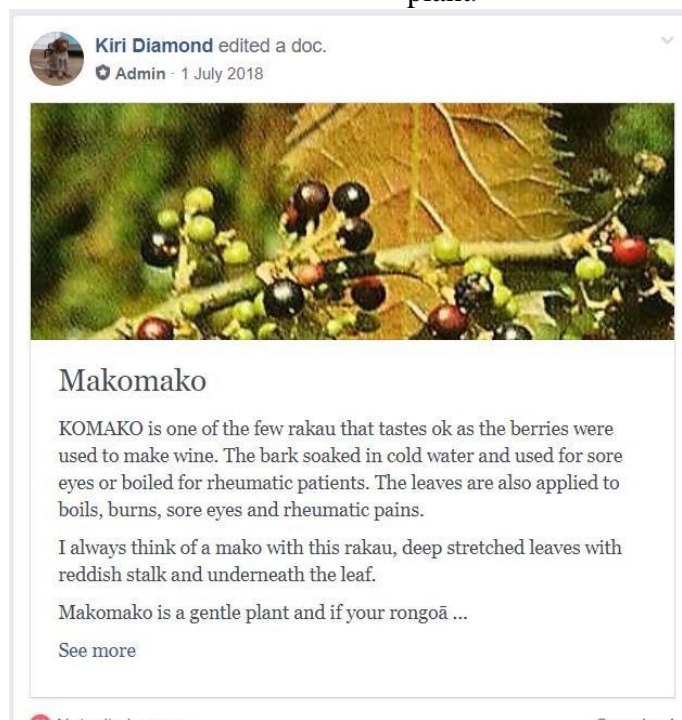 plant.
Kiri Diamond edited a doc.
Admin · 1 July 2018
Makomako
KOMAKO is one of the few rakau that tastes ok as the berries were
used to make wine. The bark soaked in cold water and used for sore
eyes or boiled for rheumatic patients. The leaves are also applied to
boils, burns, sore eyes and rheumatic pains.
I always think of a mako with this rakau, deep stretched leaves with
reddish stalk and underneath the leaf.
Makomako is a gentle plant and if your rongoā ...
See more